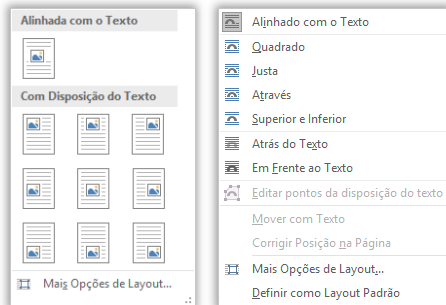 Alinhada com o Texto
Com Disposição do Texto
Mais Opções de Layout...
Alinhado com o Texto
Quadrado
Justa
Através
Superior e Inferior
Atrás do Texto
Em Frente ao Texto
Editar pontos da disposição do texto
Mover com Texto
Corrigir Posição na Página
Mais Opções de Layout...
Definir como Layout Padrão